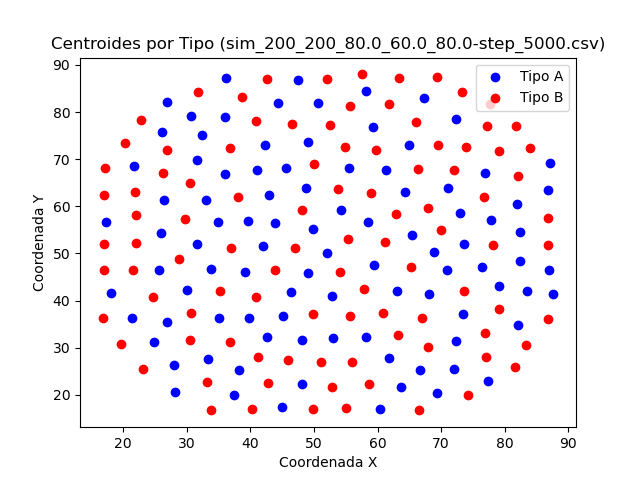 Centroides por Tipo (sim_200_200_80.0_60.0_80.0-step_5000.csv)
Tipo A
Tipo B
90
80
70
60
50
40
30
20
Coordenada Y
20 30 40 50 60 70 80 90
Coordenada X